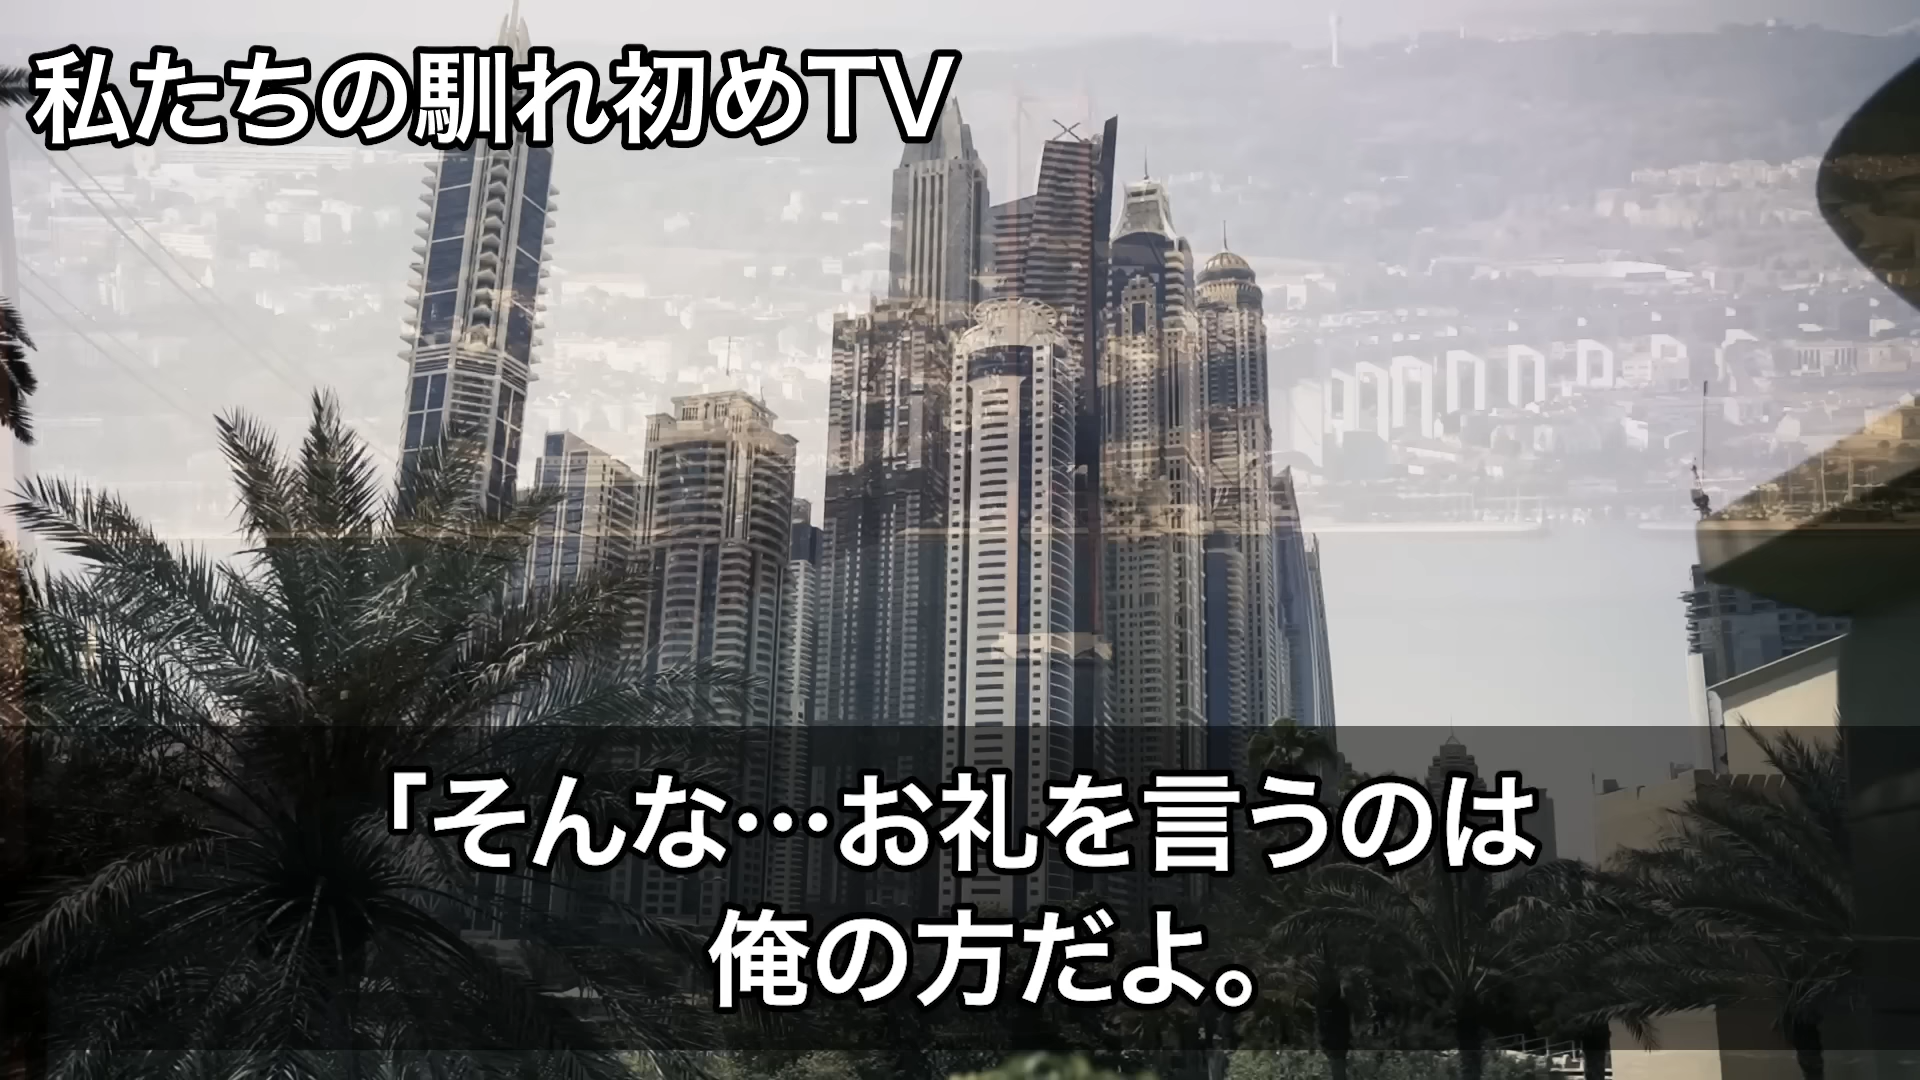 私たちの馴れ初めTV
「そんな…お礼を言うのは
俺の方だよ。